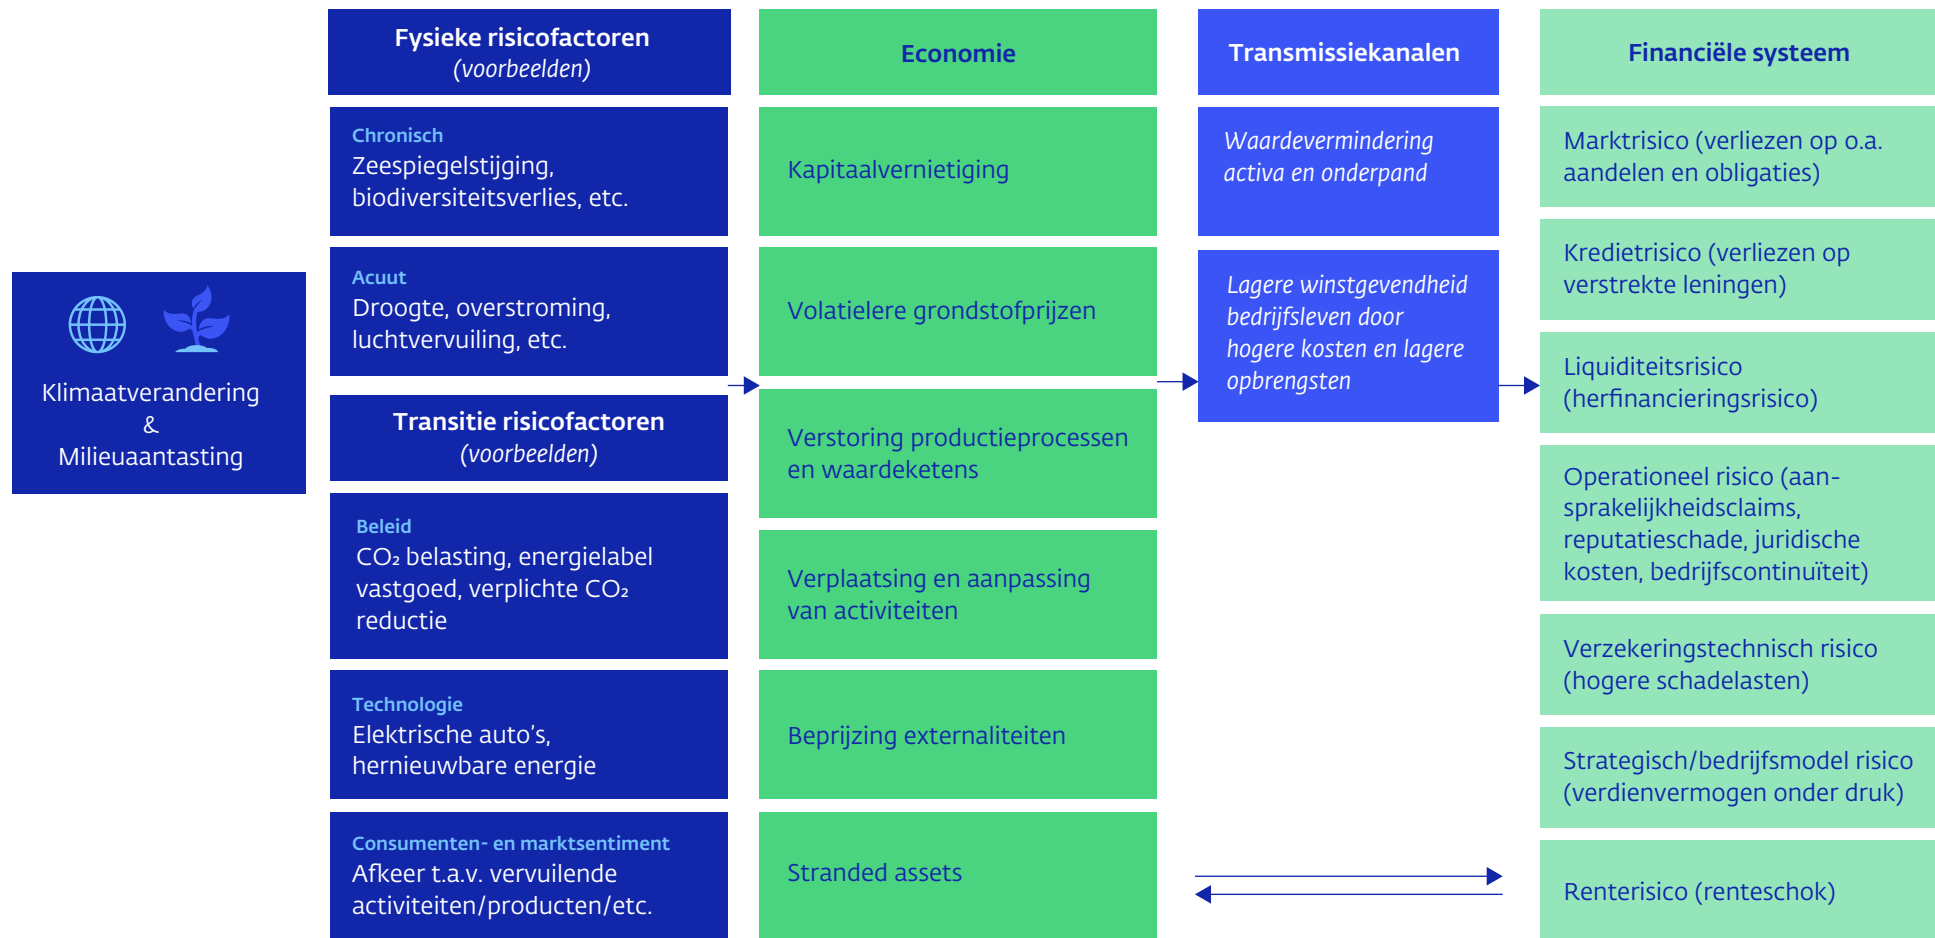 Klimaatverandering
&
Milieuaantasting
Fysieke risicofactoren
(voorbeelden)
Chronisch
Zeespiegelstijging,
biodiversiteitsverlies, etc.
Acuut
Droogte, overstroming,
luchtvervuiling, etc.
Transitie risicofactoren
(voorbeelden)
Beleid
CO₂ belasting, energielabel
vastgoed, verplichte CO₂
reductie
Technologie
Elektrische auto's,
hernieuwbare energie
Consumenten- en marktsentiment
Afkeer t.a.v. vervuilende
activiteiten/producten/etc.
Economie
Kapitaalvernietiging
Volatielere grondstofprijzen
Verstoring productieprocessen
en waardeketens
Verplaatsing en aanpassing
van activiteiten
Beprijzing externaliteiten
Stranded assets
Transmissiekanalen
Waardevermindering
activa en onderpand
Lagere winstgevendheid
bedrijfsleven door
hogere kosten en lagere
opbrengsten
Financiële systeem
Marktrisico (verliezen op o.a.
aandelen en obligaties)
Kredietrisico (verliezen op
verstrekte leningen)
Liquiditeitsrisico
(herfinancieringsrisico)
Operationeel risico (aan-
sprakelijkheidsclaims,
reputatieschade, juridische
kosten, bedrijfscontinuïteit)
Verzekeringstechnisch risico
(hogere schadelasten)
Strategisch/bedrijfsmodel risico
(verdienvermogen onder druk)
Renterisico (renteschok)